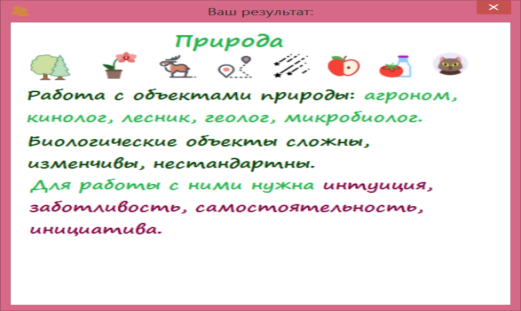 Ваш результат:
Природа
Работа с объектами природы: агроном,
кинолог, лесник, геолог, микробиолог.
Биологические объекты сложны,
изменчивы, нестандартны.
Для работы с ними нужна интуиция,
заботливость, самостоятельность,
инициатива.